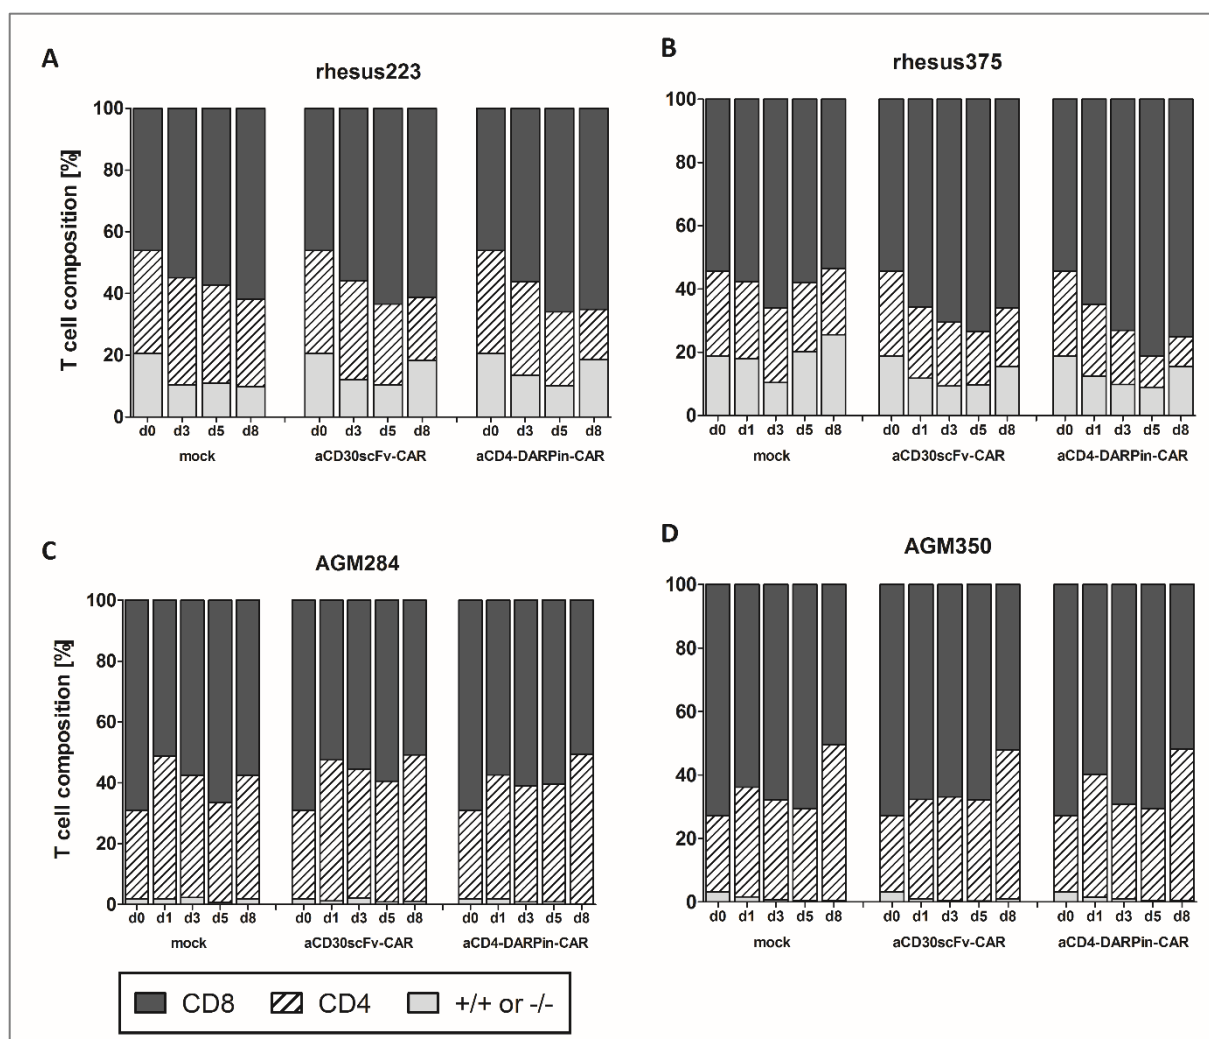 A
rhesus223
T cell composition [%]
100
80
60
40
20
0
d0 d3 d5 d8 d0 d3 d5 d8 d0 d3 d5 d8
mock aCD30scFv-CAR aCD4-DARPin-CAR
B
rhesus375
100
80
60
40
20
0
d0 d1 d3 d5 d8 d0 d1 d3 d5 d8 d0 d1 d3 d5 d8
mock aCD30scFv-CAR aCD4-DARPin-CAR
C
AGM284
T cell composition [%]
100
80
60
40
20
0
d0 d1 d3 d5 d8 d0 d1 d3 d5 d8 d0 d1 d3 d5 d8
mock aCD30scFv-CAR aCD4-DARPin-CAR
D
AGM350
100
80
60
40
20
0
d0 d1 d3 d5 d8 d0 d1 d3 d5 d8 d0 d1 d3 d5 d8
mock aCD30scFv-CAR aCD4-DARPin-CAR
CD8 CD4 +/+ or -/-